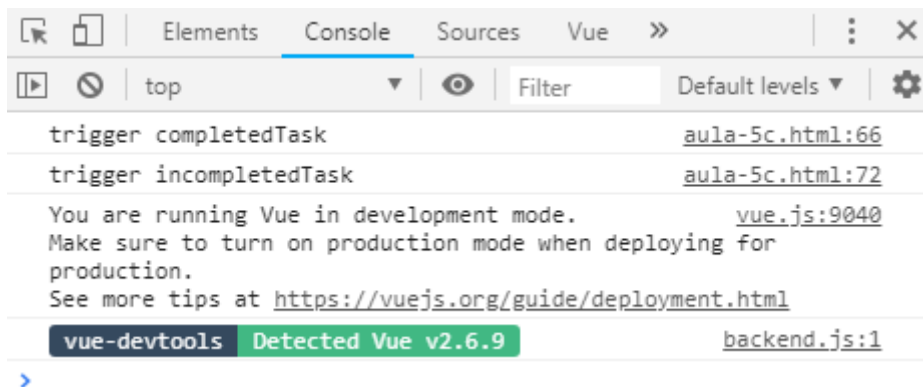 Elements Console Sources Vue »
top Filter Default levels
trigger completedTask aula-5c.html:66
trigger incompletedTask aula-5c.html:72
You are running Vue in development mode. vue.js:9040
Make sure to turn on production mode when deploying for
production.
See more tips at https://vuejs.org/guide/deployment.html
vue-devtools Detected Vue v2.6.9 backend.js:1
>